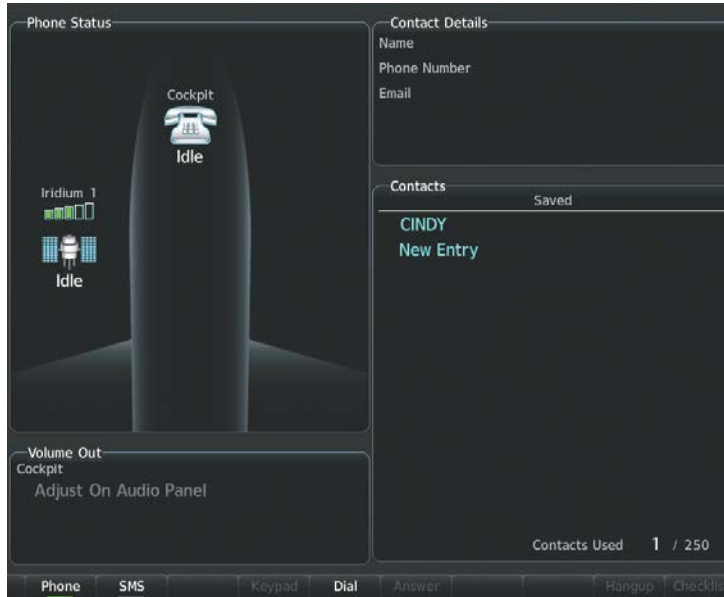 Phone Status
Cockpit
Idle
Iridium 1
Idle
Volume Out
Cockpit
Adjust On Audio Panel
Contact Details
Name
Phone Number
Email
Contacts
Saved
CINDY
New Entry
Contacts Used 1 / 250
Phone SMS Keypad Dial Answer Hangup